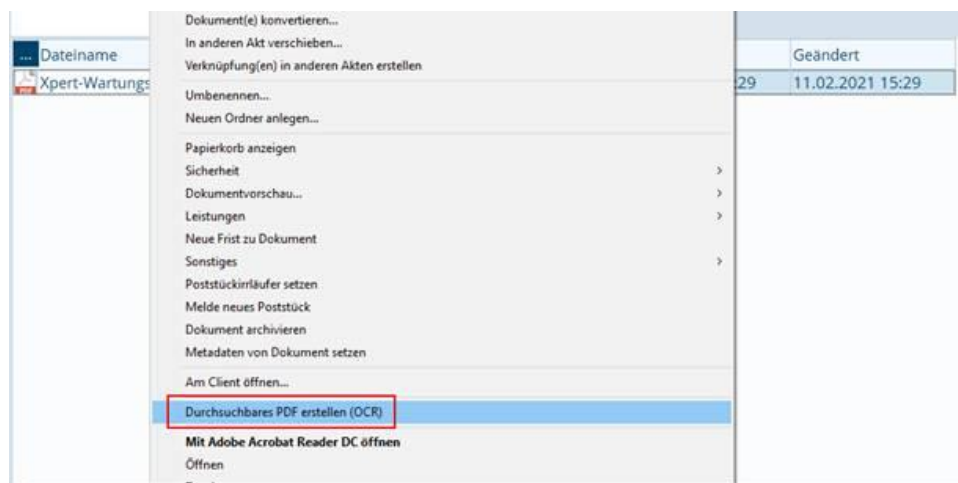 Dokument(e) konvertieren...
In anderen Akt verschieben...
... Dateiname Geändert
Verknüpfung(en) in anderen Akten erstellen
Xpert-Wartungs :29 11.02.2021 15:29
Umbenennen...
Neuen Ordner anlegen...
Papierkorb anzeigen
Sicherheit
Dokumentvorschau...
Leistungen
Neue Frist zu Dokument
Sonstiges
Poststückirrläufer setzen
Melde neues Poststück
Dokument archivieren
Metadaten von Dokument setzen
Am Client öffnen...
Durchsuchbares PDF erstellen (OCR)
Mit Adobe Acrobat Reader DC öffnen
Öffnen